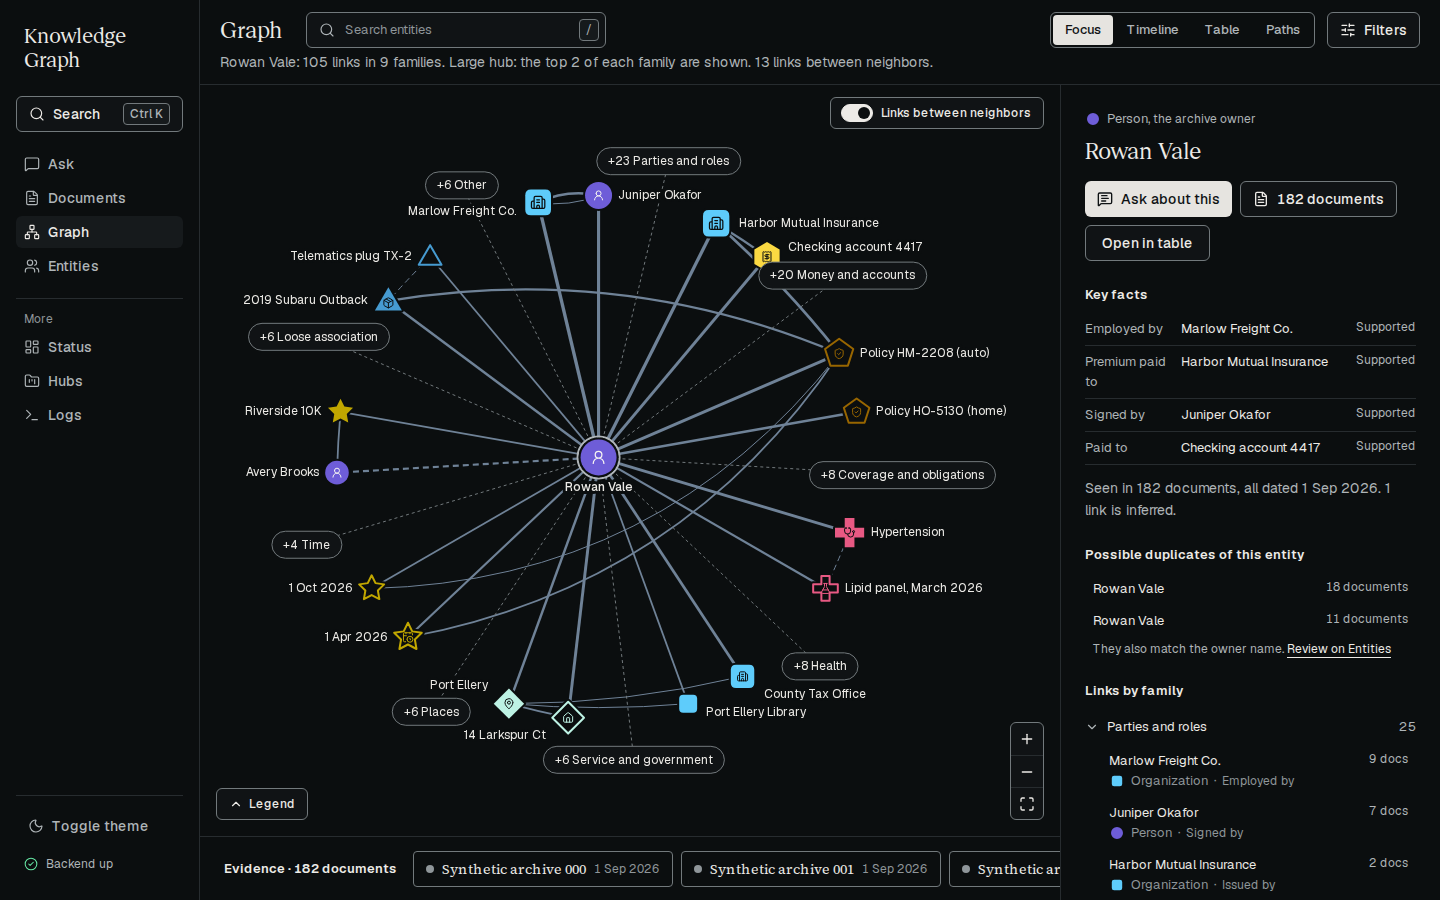 Knowledge
Graph
Search Ctrl K
Ask
Documents
Graph
Entities
More
Status
Hubs
Logs
Toggle theme
Backend up
Graph
Search entities /
Focus Timeline Table Paths
Filters
Rowan Vale: 105 links in 9 families. Large hub: the top 2 of each family are shown. 13 links between neighbors.
Links between neighbors
+23 Parties and roles
+6 Other
Juniper Okafor
Marlow Freight Co.
Harbor Mutual Insurance
Checking account 4417
Telematics plug TX-2
+20 Money and accounts
2019 Subaru Outback
+6 Loose association
Policy HM-2208 (auto)
Riverside 10K
Policy HO-5130 (home)
Avery Brooks
+8 Coverage and obligations
Rowan Vale
Hypertension
+4 Time
1 Oct 2026
Lipid panel, March 2026
1 Apr 2026
+8 Health
Port Ellery
County Tax Office
+6 Places
Port Ellery Library
14 Larkspur Ct
+6 Service and government
Legend
Evidence · 182 documents
Synthetic archive 000 1 Sep 2026
Synthetic archive 001 1 Sep 2026
Synthetic ar
Person, the archive owner
Rowan Vale
Ask about this
182 documents
Open in table
Key facts
Employed by Marlow Freight Co. Supported
Premium paid to Harbor Mutual Insurance Supported
Signed by Juniper Okafor Supported
Paid to Checking account 4417 Supported
Seen in 182 documents, all dated 1 Sep 2026. 1
link is inferred.
Possible duplicates of this entity
Rowan Vale 18 documents
Rowan Vale 11 documents
They also match the owner name. Review on Entities
Links by family
Parties and roles 25
Marlow Freight Co. 9 docs
Organization · Employed by
Juniper Okafor 7 docs
Person · Signed by
Harbor Mutual Insurance 2 docs
Organization · Issued by